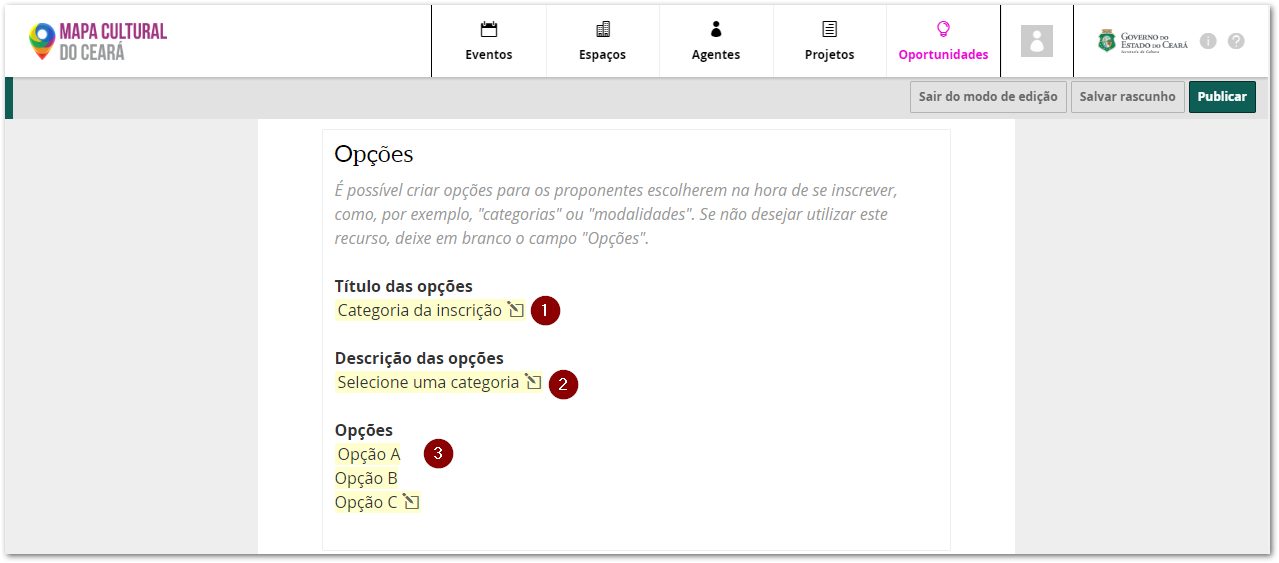 MAPA CULTURAL
DO CEARÁ
Eventos
Espaços
Agentes
Projetos
Oportunidades
GOVERNO DO
ESTADO DO CEARÁ
Secretaria da Cultura
i
?
Sair do modo de edição
Salvar rascunho
Publicar
Opções
É possível criar opções para os proponentes escolherem na hora de se inscrever,
como, por exemplo, "categorias" ou "modalidades". Se não desejar utilizar este
recurso, deixe em branco o campo "Opções".
Título das opções
Categoria da inscrição 1
Descrição das opções
Selecione uma categoria 2
Opções
Opção A 3
Opção B
Opção C